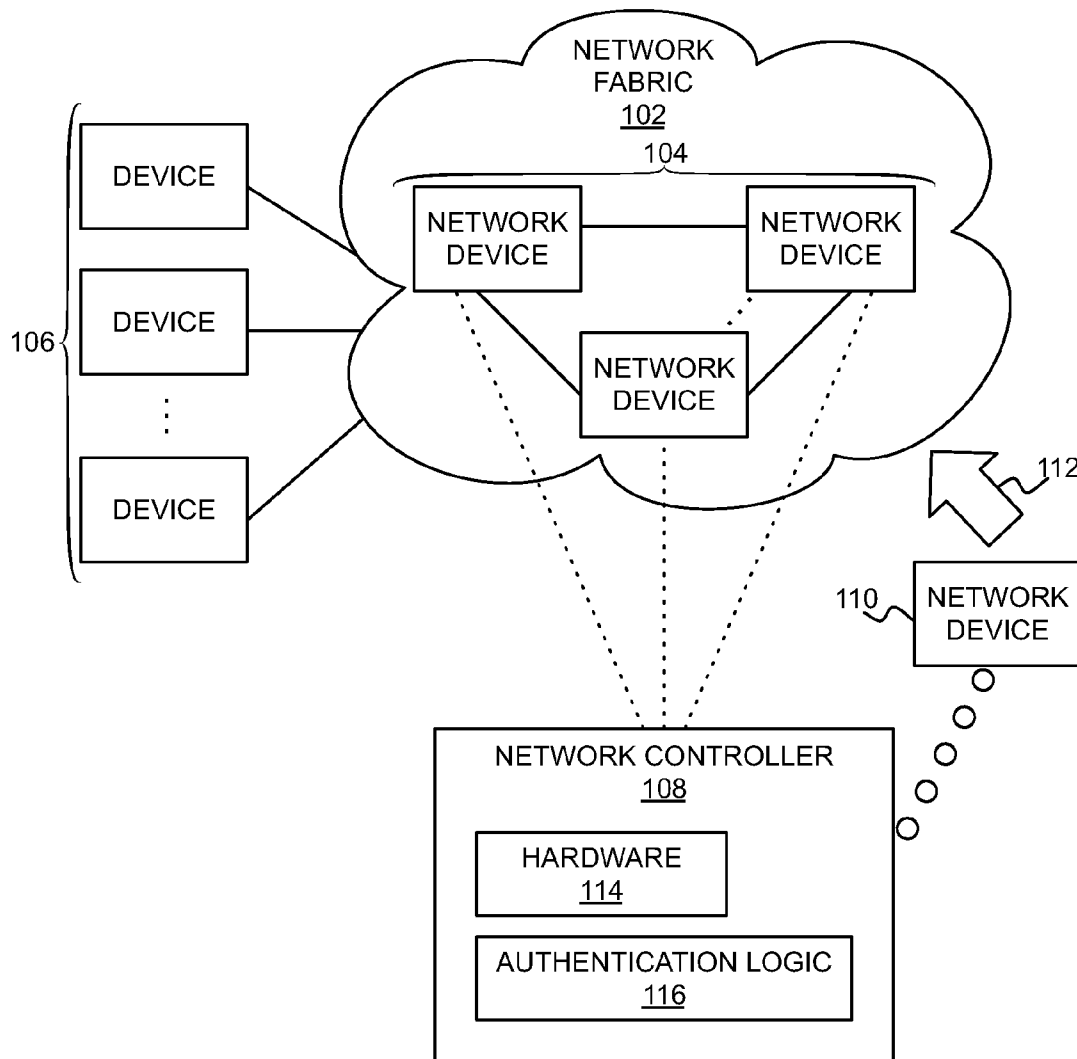 NETWORK
FABRIC
102
104
DEVICE
NETWORK
DEVICE
NETWORK
DEVICE
106
DEVICE
NETWORK
DEVICE
DEVICE
112
110
NETWORK
DEVICE
NETWORK CONTROLLER
108
HARDWARE
114
AUTHENTICATION LOGIC
116